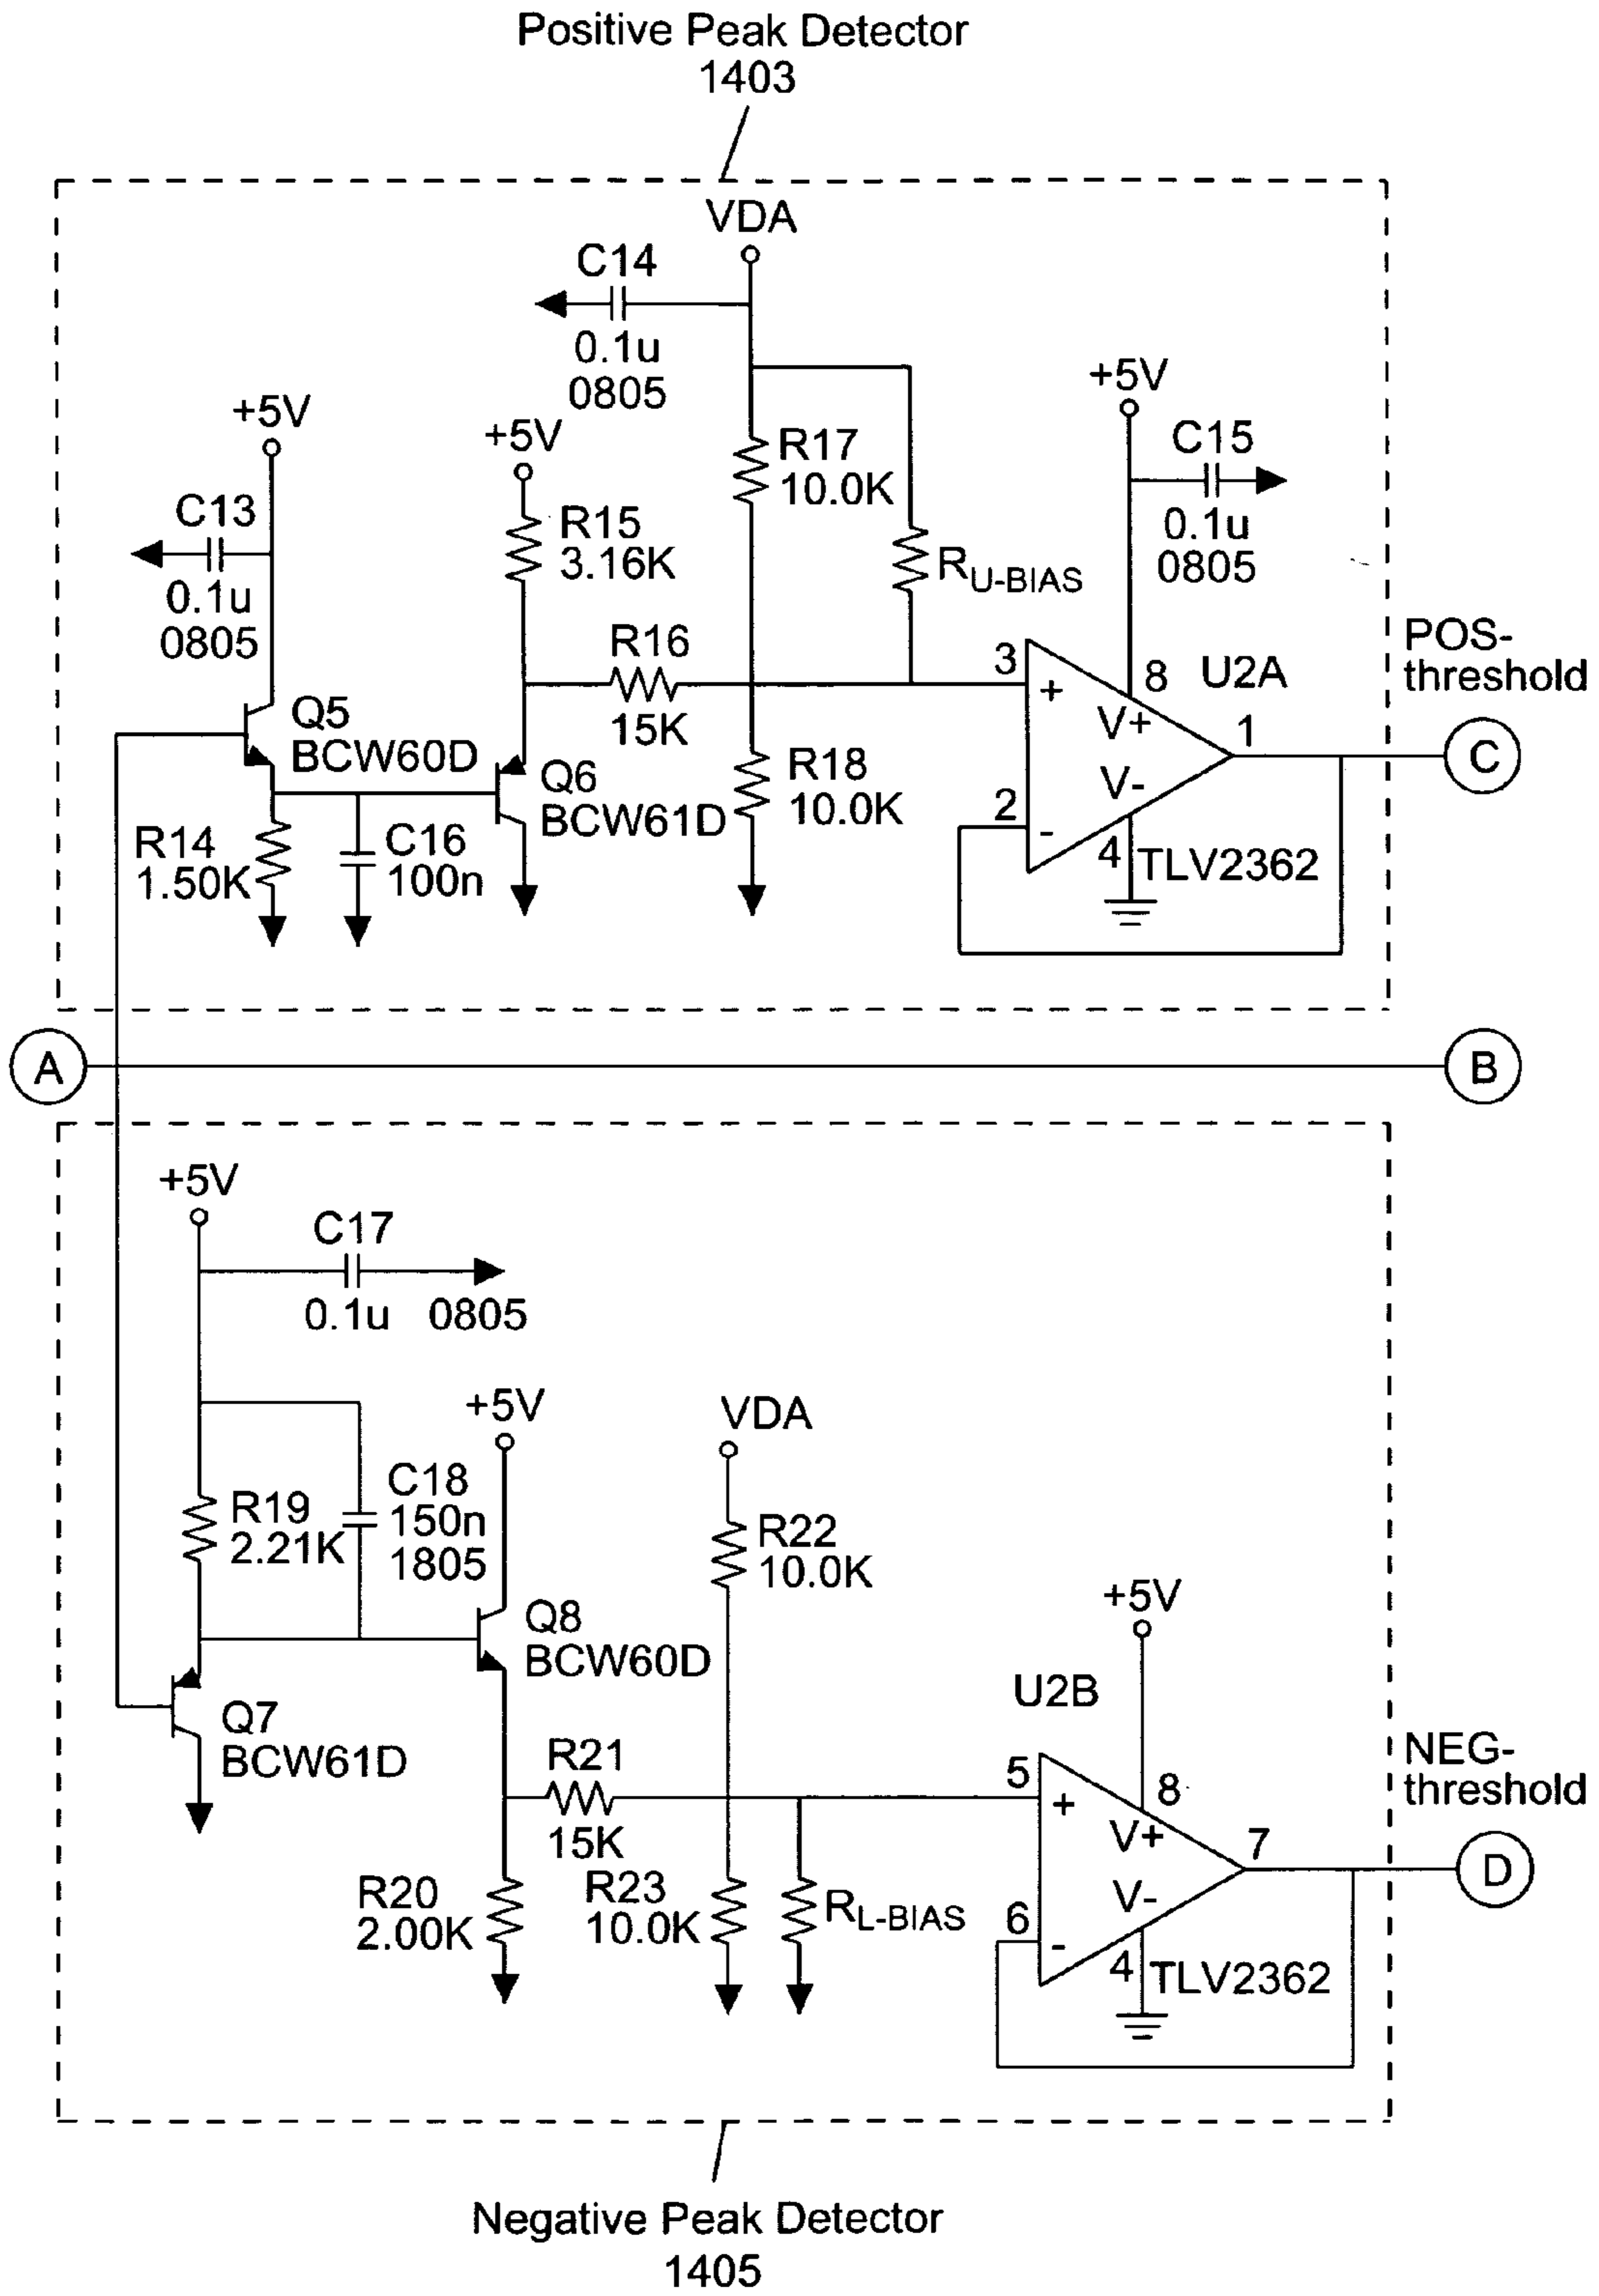 Positive Peak Detector
1403
VDA
C14
0.1u
0805
+5V
C15
0.1u
0805
+5V
C13
0.1u
0805
+5V
R15
3.16K
R17
10.0K
RU-BIAS
R16
15K
3
+
8
V+
U2A
1
POS-
threshold
C
Q5
BCW60D
Q6
BCW61D
R18
10.0K
V-
2
-
4
TLV2362
R14
1.50K
C16
100n
A
B
+5V
C17
0.1u 0805
+5V
VDA
R19
2.21K
C18
150n
1805
R22
10.0K
Q8
BCW60D
+5V
U2B
Q7
BCW61D
R21
15K
5
+
8
V+
7
NEG-
threshold
D
R20
2.00K
R23
10.0K
RL-BIAS
V-
6
-
4
TLV2362
Negative Peak Detector
1405